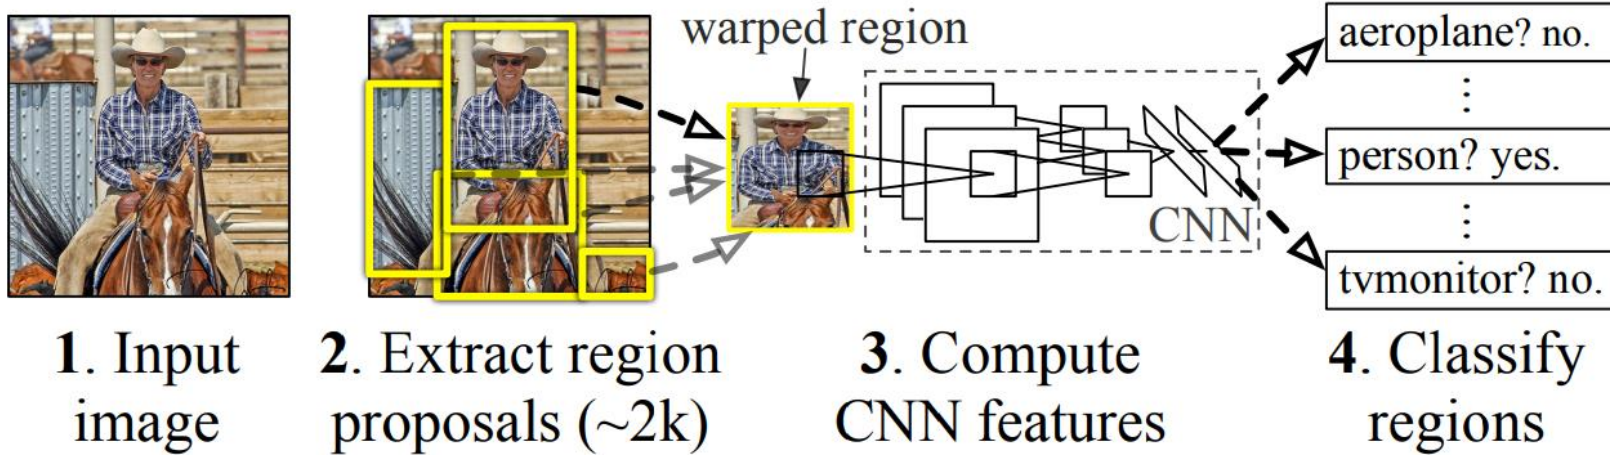 warped region
aeroplane? no.
person? yes.
CNN
tvmonitor? no.
1. Input
image
2. Extract region
proposals (~2k)
3. Compute
CNN features
4. Classify
regions